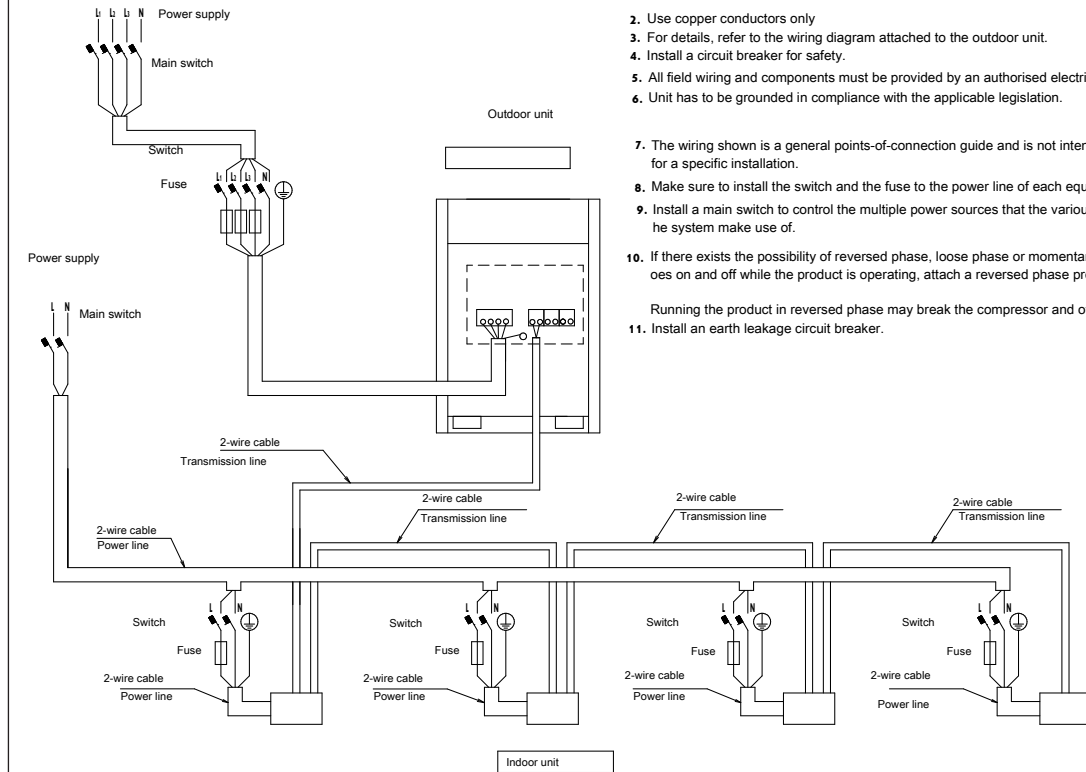 L1 L2 L3 N Power supply
Main switch
Switch
Fuse
L1 L2 L3 N
Outdoor unit
2. Use copper conductors only
3. For details, refer to the wiring diagram attached to the outdoor unit.
4. Install a circuit breaker for safety.
5. All field wiring and components must be provided by an authorised
6. Unit has to be grounded in compliance with the applicable legislation.
7. The wiring shown is a general points-of-connection guide and is not
for a specific installation.
8. Make sure to install the switch and the fuse to the power line of each
9. Install a main switch to control the multiple power sources that the
he system make use of.
10. If there exists the possibility of reversed phase, loose phase or
oes on and off while the product is operating, attach a reversed phase
Running the product in reversed phase may break the compressor and
11. Install an earth leakage circuit breaker.
Power supply
L N
Main switch
2-wire cable
Transmission line
2-wire cable
Transmission line
2-wire cable
Transmission line
2-wire cable
Transmission line
2-wire cable
Power line
L N
Switch
Fuse
2-wire cable
Power line
L N
Switch
Fuse
2-wire cable
Power line
L N
Switch
Fuse
2-wire cable
Power line
L N
Switch
Fuse
2-wire cable
Power line
Indoor unit